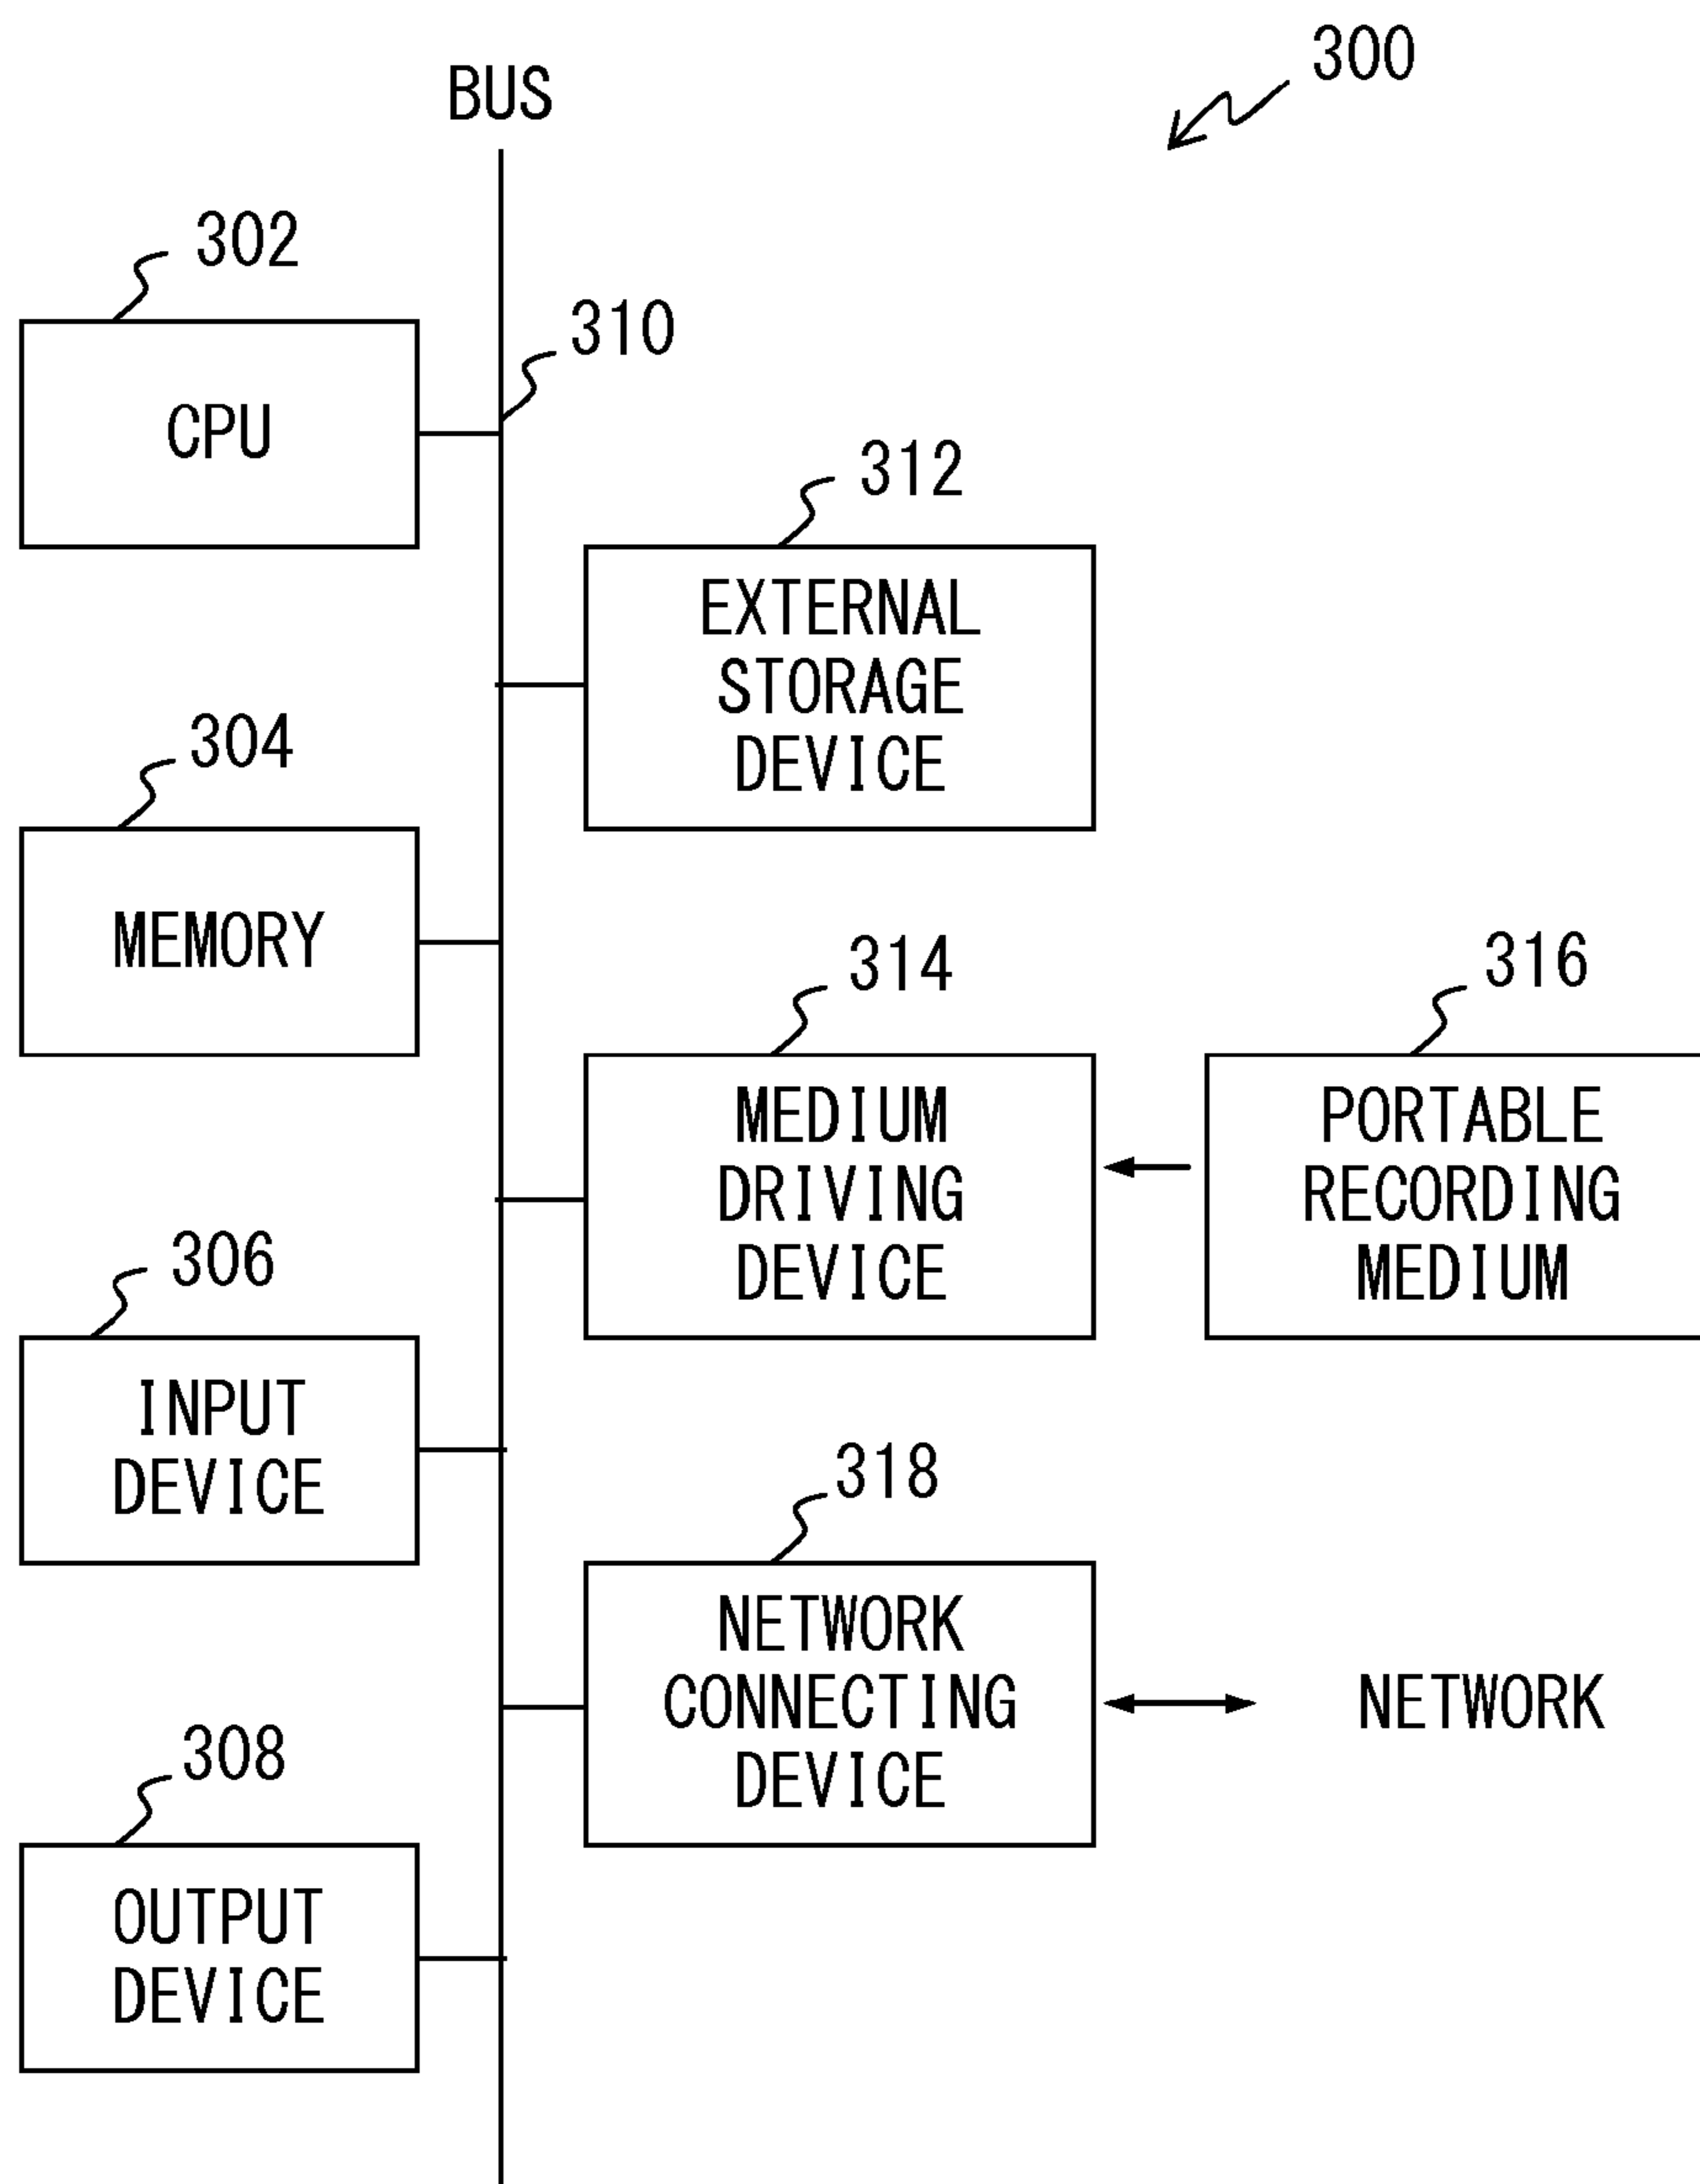 300
BUS
302
310
CPU
312
EXTERNAL
STORAGE
DEVICE
304
MEMORY
314
316
MEDIUM
DRIVING
DEVICE
PORTABLE
RECORDING
MEDIUM
306
INPUT
DEVICE
318
NETWORK
CONNECTING
DEVICE
NETWORK
308
OUTPUT
DEVICE